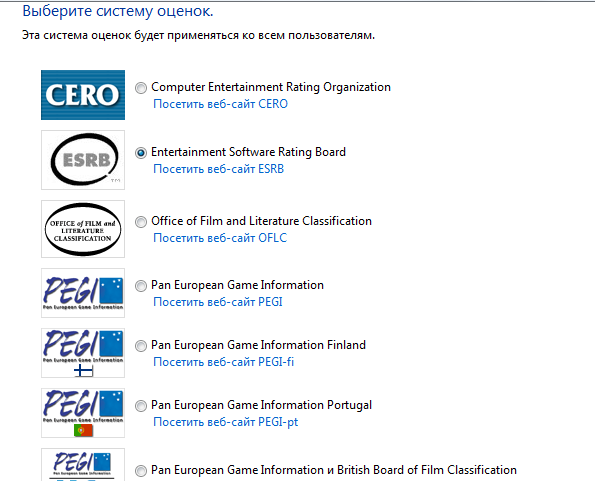 Выберите систему оценок.
Эта система оценок будет применяться ко всем пользователям.
CERO
Computer Entertainment Rating Organization
Посетить веб-сайт CERO
ESRB
TM
Entertainment Software Rating Board
Посетить веб-сайт ESRB
OFFICE of FILM and
LITERATURE
CLASSIFICATION
Office of Film and Literature Classification
Посетить веб-сайт OFLC
PEGI
Pan European Game Information
Pan European Game Information
Посетить веб-сайт PEGI
PEGI
Pan European Game Information
Pan European Game Information Finland
Посетить веб-сайт PEGI-fi
PEGI
Pan European Game Information
Pan European Game Information Portugal
Посетить веб-сайт PEGI-pt
PEGI
Pan European Game Information и British Board of Film Classification